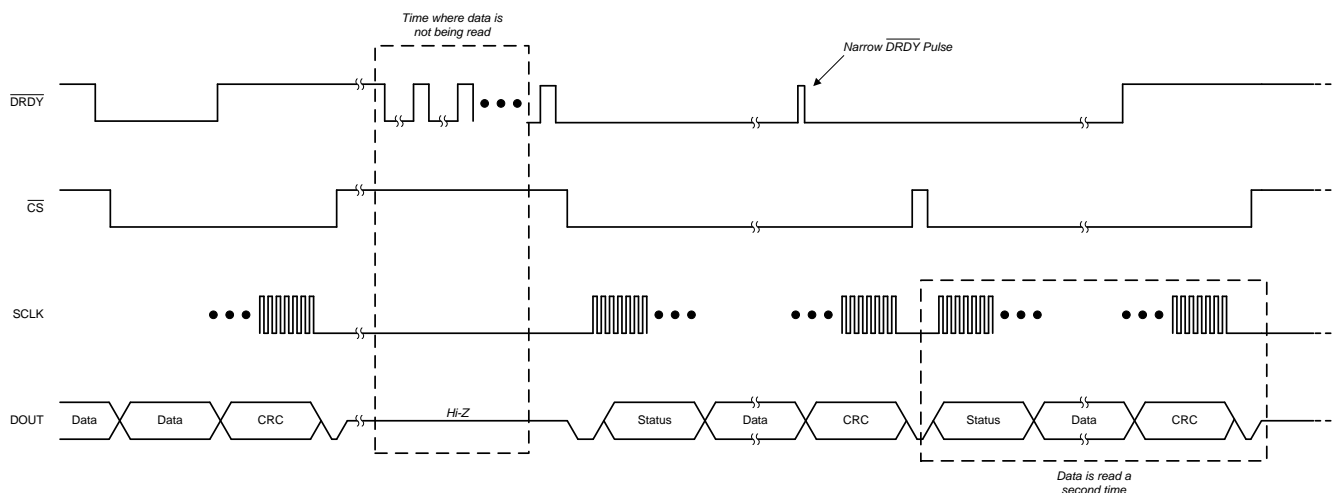 Time where data is
not being read
Narrow DRDY Pulse
DRDY
CS
SCLK
DOUT
Data
Data
CRC
Hi-Z
Status
Data
CRC
Status
Data
CRC
Data is read a
second time